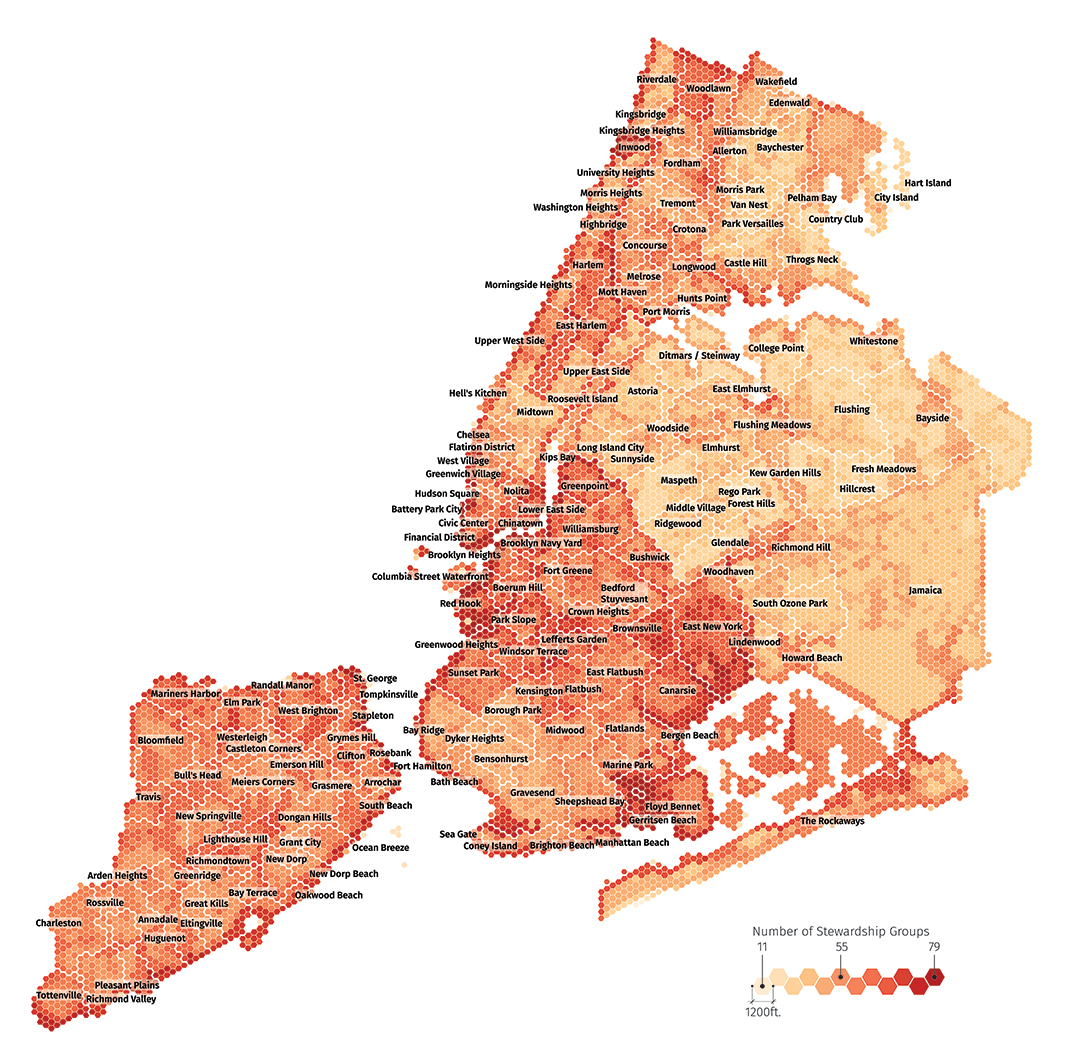 Riverdale
Wakefield
Woodlawn
Edenwald
Kingsbridge
Kingsbridge Heights
Williamsbridge
Inwood
Allerton
Baychester
Fordham
University Heights
Hart Island
Morris Heights
Morris Park
Pelham Bay
City Island
Washington Heights
Tremont
Van Nest
Country Club
Highbridge
Crotona
Park Versailles
Concourse
Harlem
Longwood
Castle Hill
Throgs Neck
Melrose
Morningside Heights
Mott Haven
Hunts Point
Port Morris
East Harlem
Upper West Side
Whitestone
College Point
Ditmars / Steinway
Upper East Side
Hell's Kitchen
Astoria
East Elmhurst
Roosevelt Island
Midtown
Flushing
Bayside
Woodside
Flushing Meadows
Chelsea
Flatiron District
Long Island City
Elmhurst
West Village
Kips Bay
Sunnyside
Greenwich Village
Kew Garden Hills
Fresh Meadows
Maspeth
Greenpoint
Hudson Square
Nolita
Rego Park
Hillcrest
Battery Park City
Lower East Side
Middle Village
Forest Hills
Civic Center
Chinatown
Williamsburg
Ridgewood
Financial District
Brooklyn Navy Yard
Glendale
Richmond Hill
Brooklyn Heights
Bushwick
Columbia Street Waterfront
Fort Greene
Woodhaven
Boerum Hill
Bedford
Stuyvesant
Jamaica
Red Hook
Crown Heights
South Ozone Park
Park Slope
Brownsville
East New York
Greenwood Heights
Lefferts Garden
Lindenwood
Windsor Terrace
Howard Beach
Sunset Park
East Flatbush
St. George
Randall Manor
Kensington
Flatbush
Canarsie
Mariners Harbor
Tompkinsville
Elm Park
West Brighton
Borough Park
Stapleton
Bay Ridge
Midwood
Flatlands
Bergen Beach
Bloomfield
Westerleigh
Grymes Hill
Dyker Heights
Castleton Corners
Rosebank
Clifton
Bensonhurst
Emerson Hill
Fort Hamilton
Marine Park
Bull's Head
Meiers Corners
Grasmere
Arrochar
Bath Beach
Travis
Gravesend
Sheepshead Bay
South Beach
Floyd Bennet
New Springville
Dongan Hills
Gerritsen Beach
The Rockaways
Sea Gate
Lighthouse Hill
Grant City
Ocean Breeze
Coney Island
Brighton Beach
Manhattan Beach
Richmondtown
New Dorp
Arden Heights
Greenridge
New Dorp Beach
Bay Terrace
Oakwood Beach
Rossville
Great Kills
Charleston
Annadale
Eltingville
Huguenot
Pleasant Plains
Tottenville
Richmond Valley
Number of Stewardship Groups
11 55 79
1200ft.